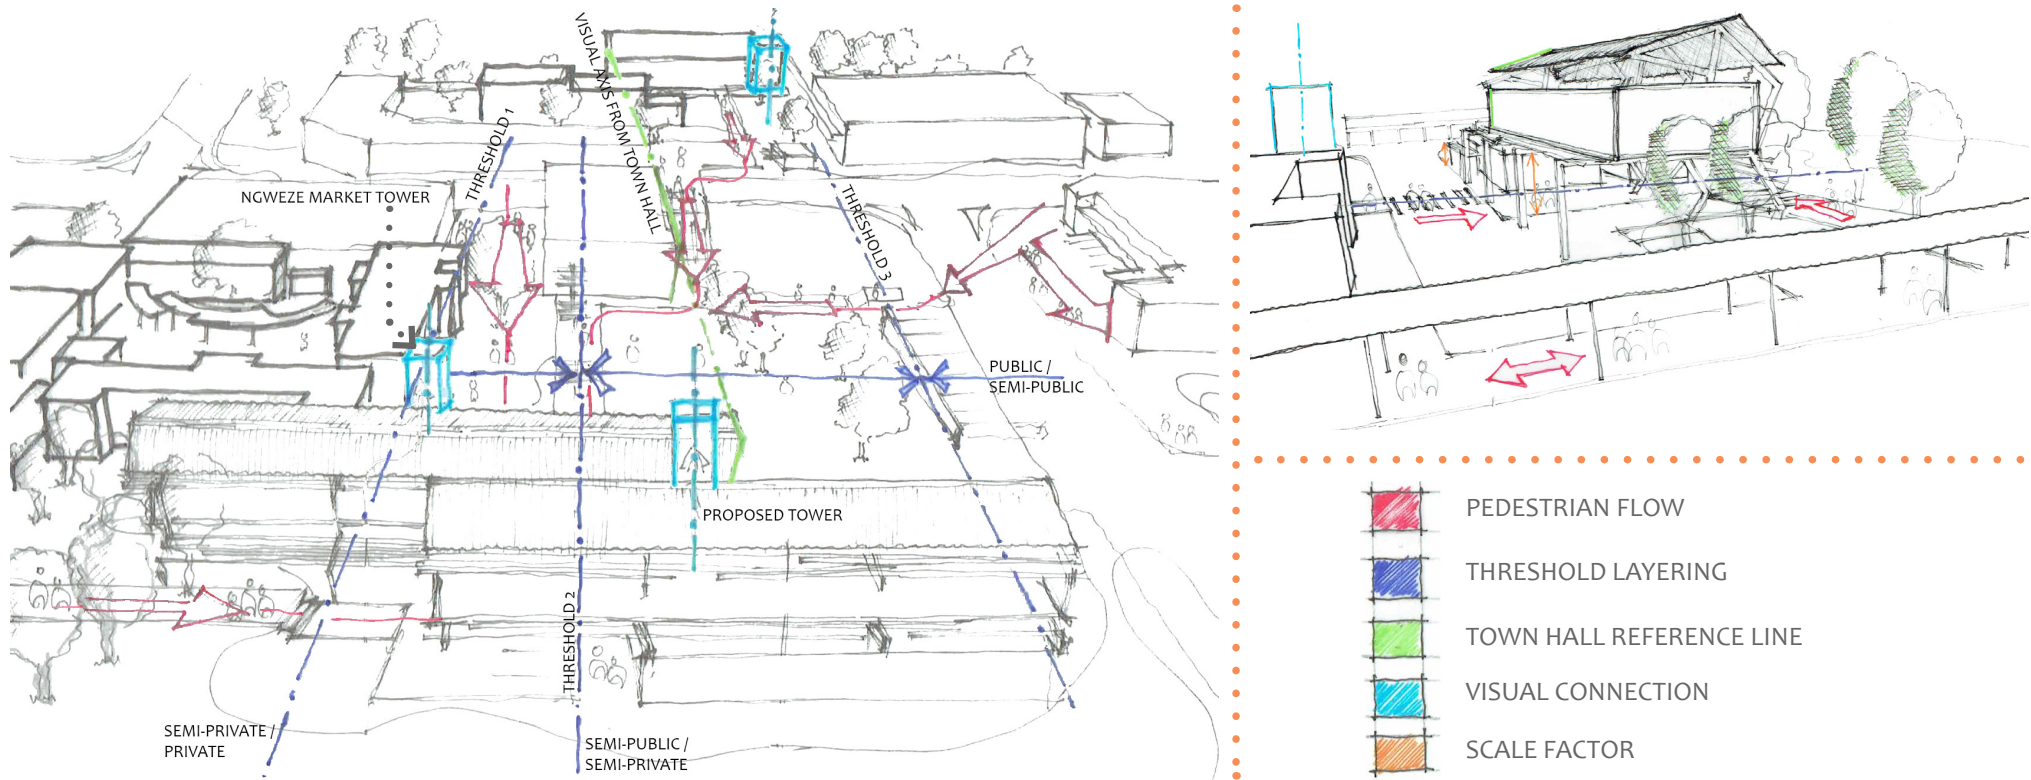 VISUAL AXIS FROM TOWN HALL
THRESHOLD 1
NGWEZE MARKET TOWER
THRESHOLD 3
PUBLIC /
SEMI-PUBLIC
PROPOSED TOWER
THRESHOLD 2
SEMI-PRIVATE /
PRIVATE
SEMI-PUBLIC /
SEMI-PRIVATE
PEDESTRIAN FLOW
THRESHOLD LAYERING
TOWN HALL REFERENCE LINE
VISUAL CONNECTION
SCALE FACTOR